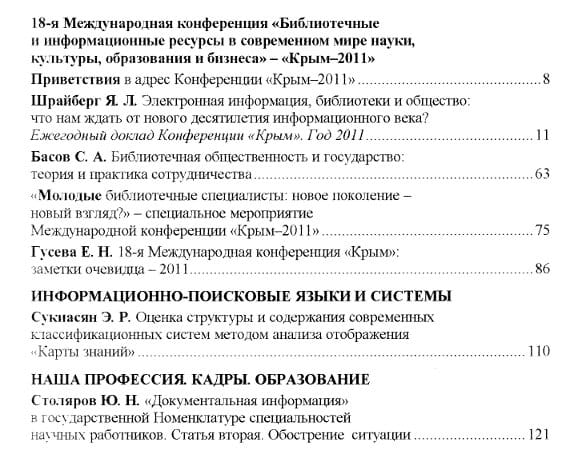 18-я Международная конференция «Библиотечные
и информационные ресурсы в современном мире науки,
культуры, образования и бизнеса» – «Крым–2011»
Приветствия в адрес Конференции «Крым–2011» 8
Шрайберг Я. Л. Электронная информация, библиотеки и общество:
что нам ждать от нового десятилетия информационного века?
Ежегодный доклад Конференции «Крым». Год 2011 11
Басов С. А. Библиотечная общественность и государство:
теория и практика сотрудничества 63
«Молодые библиотечные специалисты: новое поколение –
новый взгляд?» – специальное мероприятие
Международной конференции «Крым–2011» 75
Гусева Е. Н. 18-я Международная конференция «Крым»:
заметки очевидца – 2011 86
ИНФОРМАЦИОННО-ПОИСКОВЫЕ ЯЗЫКИ И СИСТЕМЫ
Сукиасян Э. Р. Оценка структуры и содержания современных
классификационных систем методом анализа отображения
«Карты знаний» 110
НАША ПРОФЕССИЯ. КАДРЫ. ОБРАЗОВАНИЕ
Столяров Ю. Н. «Документальная информация»
в государственной Номенклатуре специальностей
научных работников. Статья вторая. Обострение ситуации 121